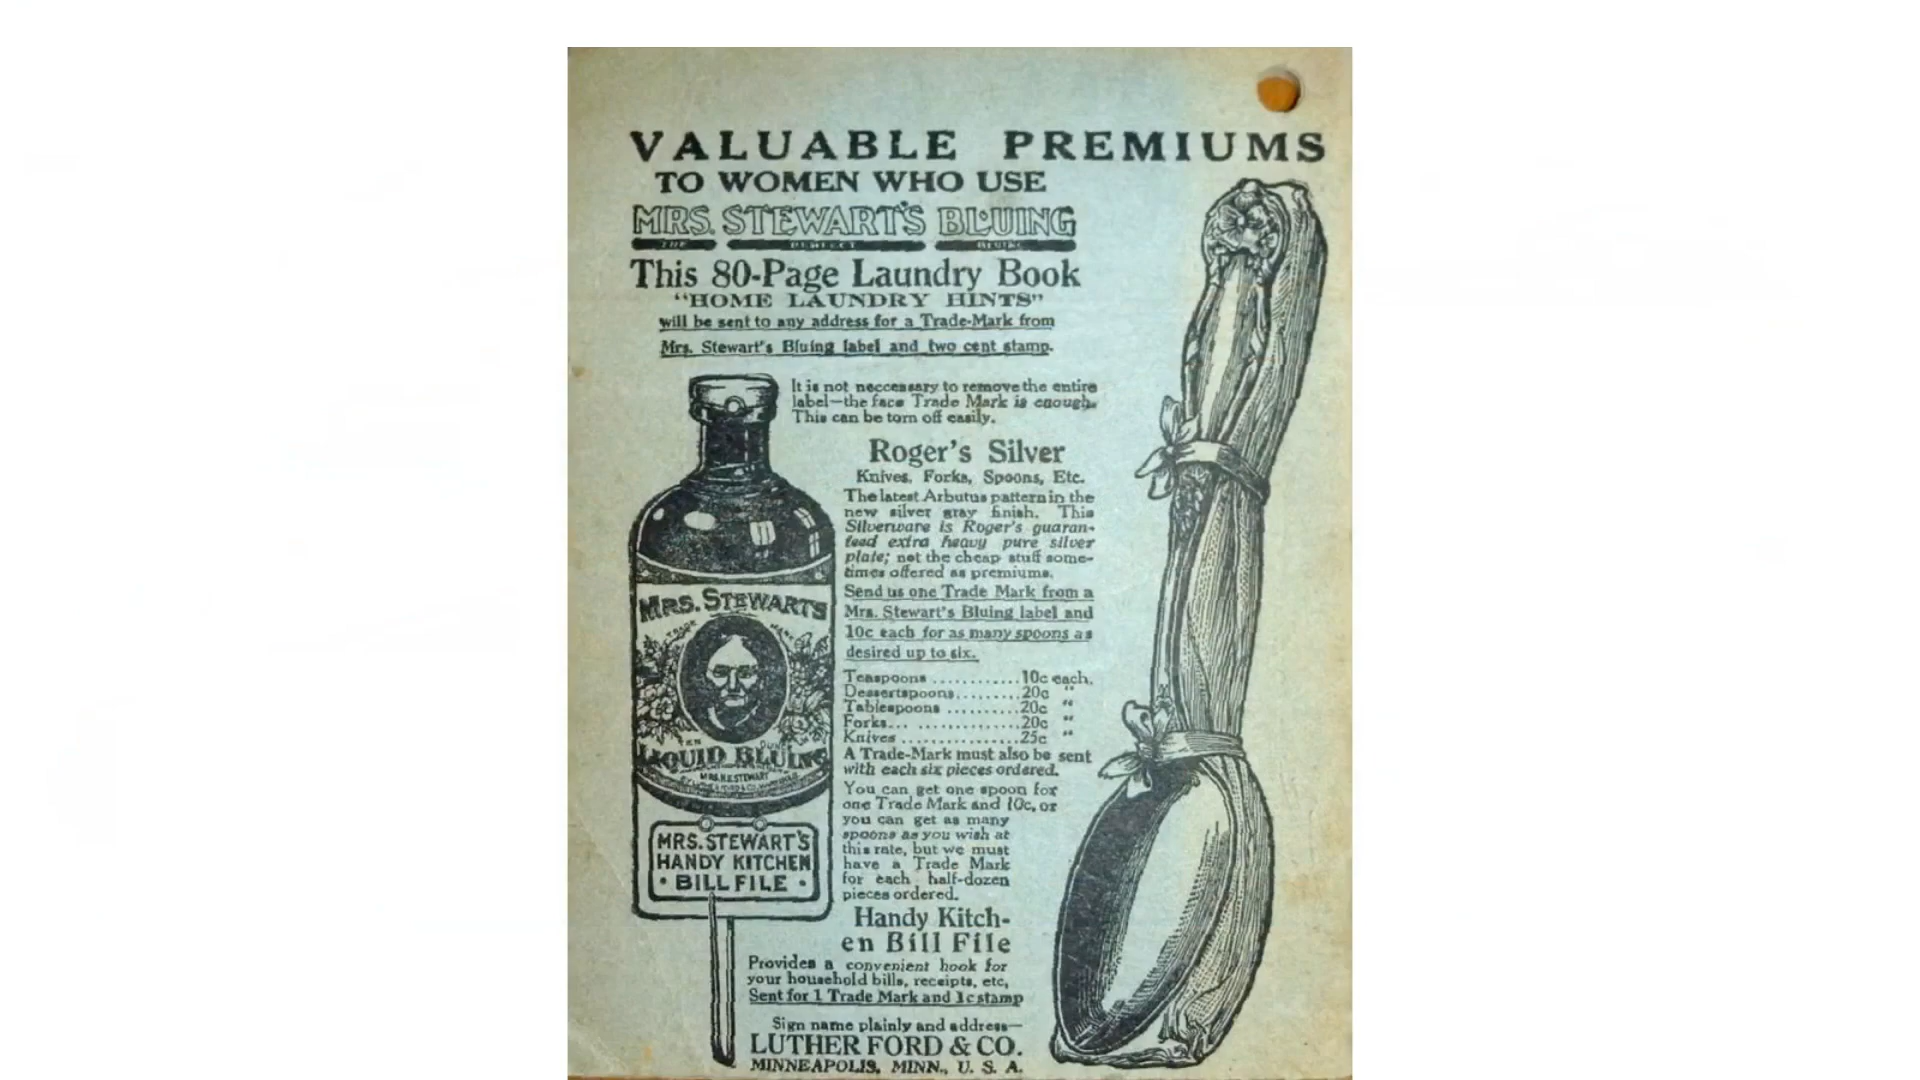 VALUABLE PREMIUMS
TO WOMEN WHO USE
MRS. STEWART'S BLUING
THE PERFECT BLUING
This 80-Page Laundry Book
"HOME LAUNDRY HINTS"
will be sent to any address for a Trade-Mark from
Mrs. Stewart's Bluing label and two cent stamp.
It is not neccessary to remove the entire
label—the face Trade Mark is enough.
This can be torn off easily.
Roger's Silver
Knives, Forks, Spoons, Etc.
The latest Arbutus pattern in the
new silver gray finish. This
Silverware is Roger's guaran-
teed extra heavy pure silver
plate; not the cheap stuff some-
times offered as premiums.
Send us one Trade Mark from a
Mrs. Stewart's Bluing label and
10c each for as many spoons as
desired up to six.
Teaspoons ............10c each.
Dessertspoons.........20c "
Tablespoons ..........20c "
Forks... ..............20c "
Knives ................25c "
A Trade-Mark must also be sent
with each six pieces ordered.
You can get one spoon for
one Trade Mark and 10c, or
you can get as many
spoons as you wish at
this rate, but we must
have a Trade Mark
for each half-dozen
pieces ordered.
MRS. STEWART'S
TRADE MARK
TEN OUNCE
LIQUID BLUING
MRS. N.E. STEWART
MRS. STEWART'S
HANDY KITCHEN
• BILL FILE •
Handy Kitch-
en Bill File
Provides a convenient hook for
your household bills, receipts, etc,
Sent for 1 Trade Mark and 1c stamp
Sign name plainly and address—
LUTHER FORD & CO.
MINNEAPOLIS, MINN., U. S. A.